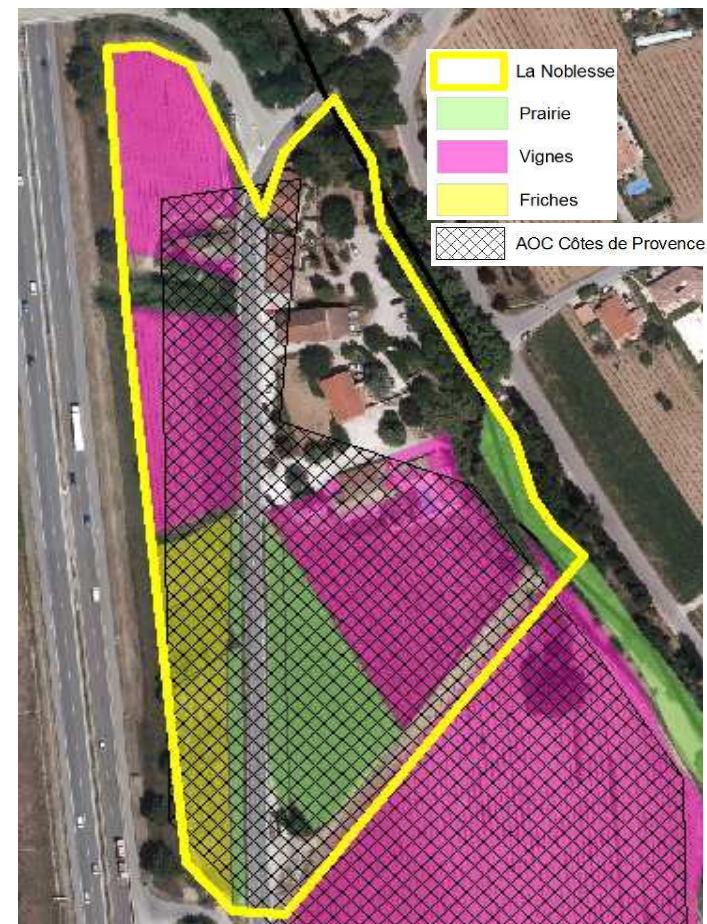 La Noblesse
Prairie
Vignes
Friches
AOC Côtes de Provence